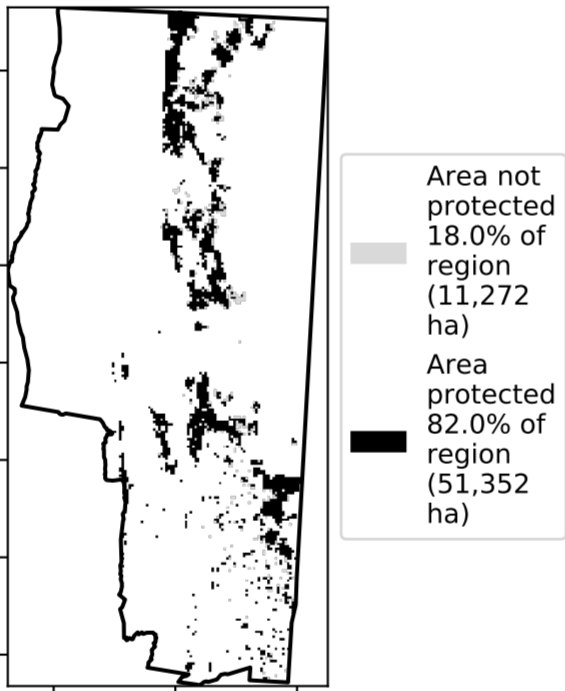 Area not
protected
18.0% of
region
(11,272
ha)
Area
protected
82.0% of
region
(51,352
ha)